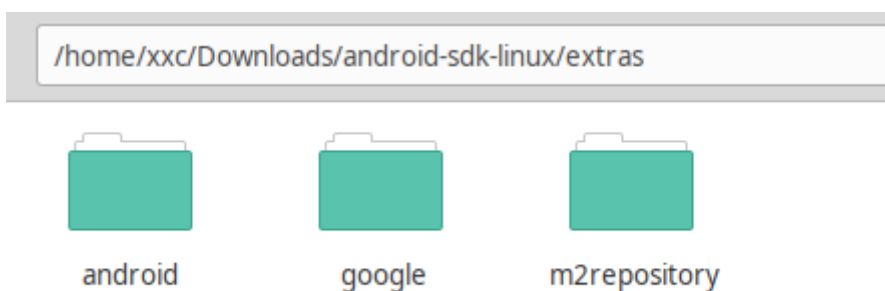 /home/xxc/Downloads/android-sdk-linux/extras
android google m2repository